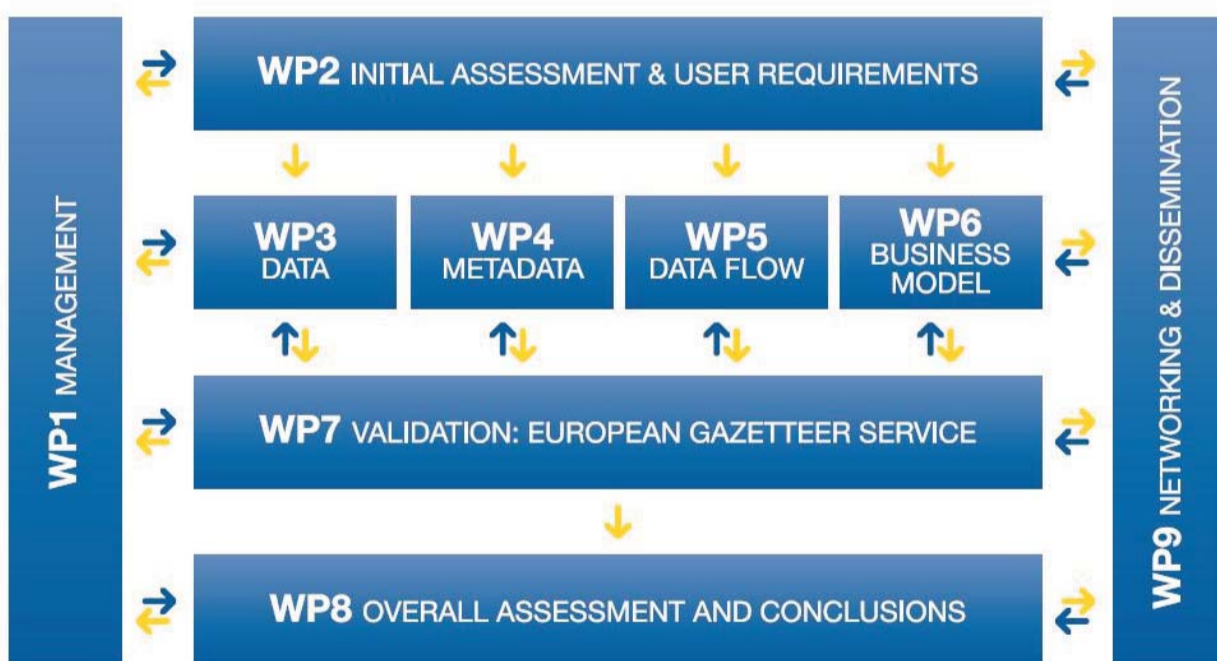 WP1 MANAGEMENT
WP2 INITIAL ASSESSMENT & USER REQUIREMENTS
WP3
DATA
WP4
METADATA
WP5
DATA FLOW
WP6
BUSINESS
MODEL
WP7 VALIDATION: EUROPEAN GAZETTEER SERVICE
WP8 OVERALL ASSESSMENT AND CONCLUSIONS
WP9 NETWORKING & DISSEMINATION